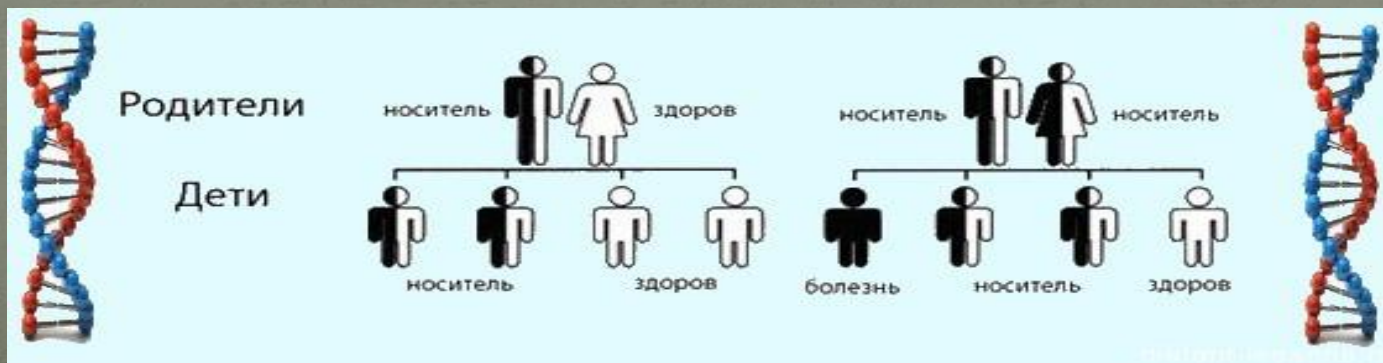 Родители
носитель здоров
носитель носитель
Дети
носитель здоров
болезнь носитель здоров